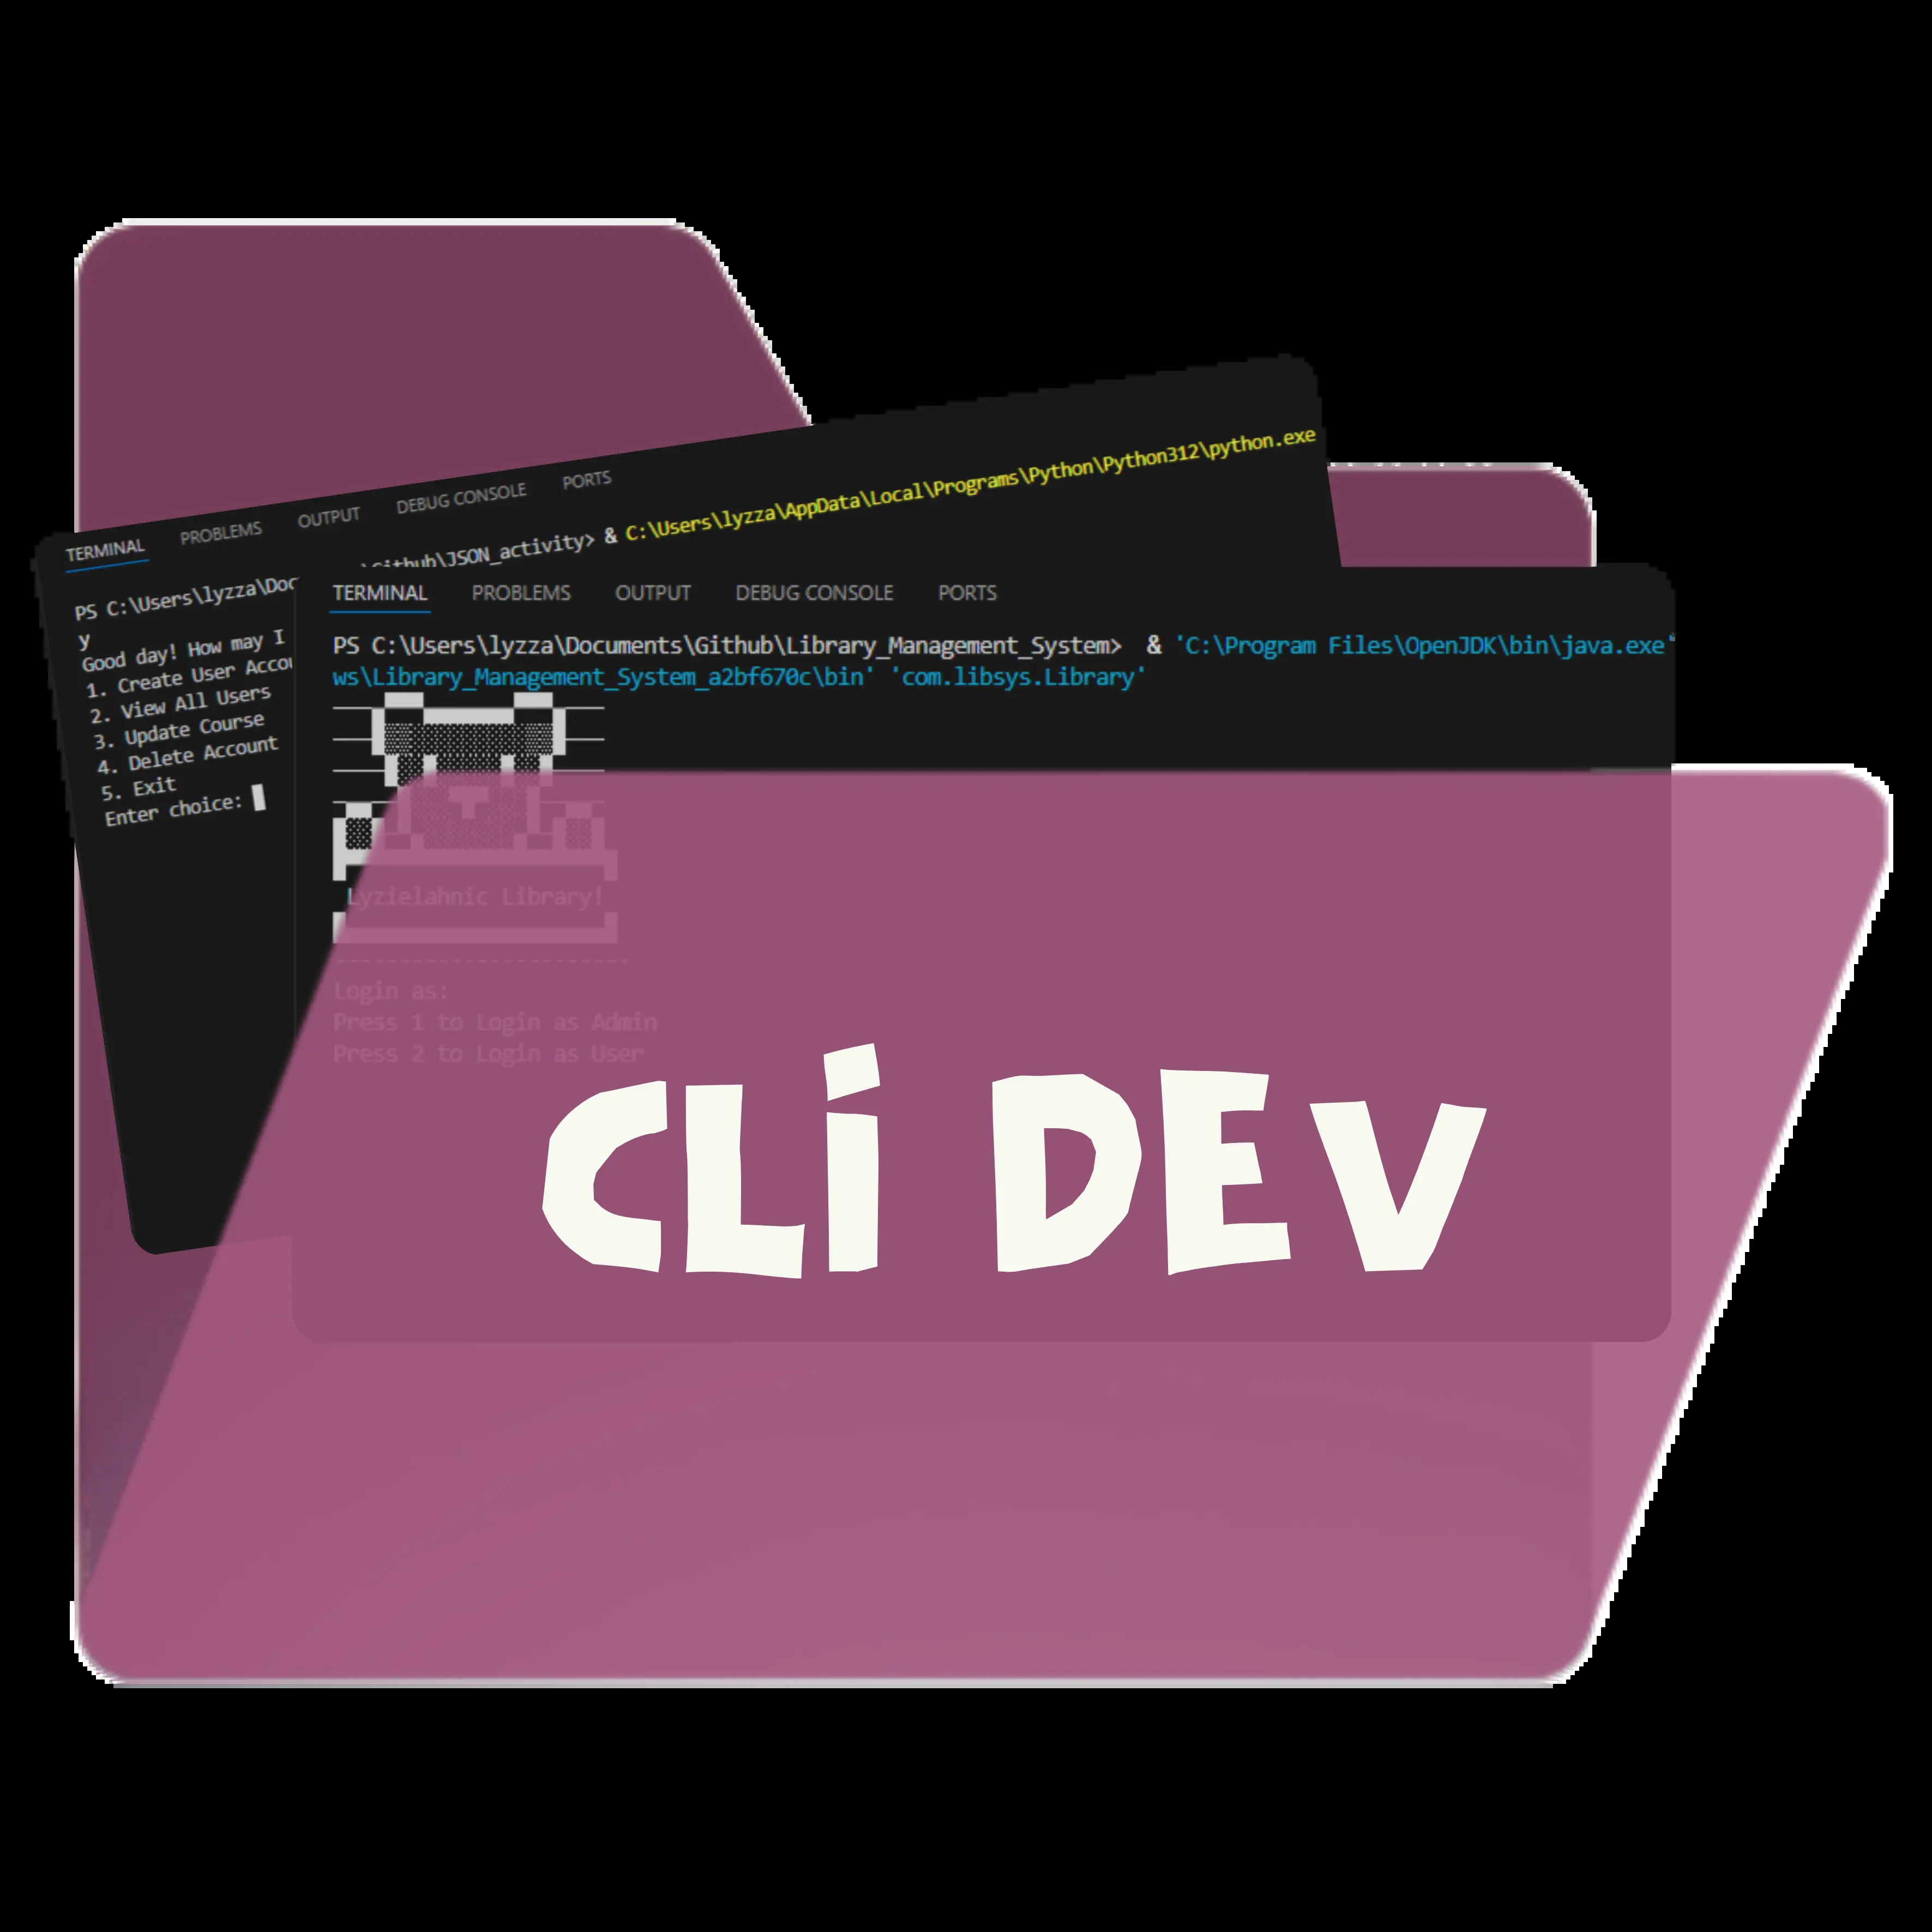 TERMINAL PROBLEMS OUTPUT DEBUG CONSOLE PORTS
PS C:\Users\lyzza\Doc \Github\JSON_activity> & C:\Users\lyzza\AppData\Local\Programs\Python\Python312\python.exe
y
Good day! How may I
1. Create User Accou
2. View All Users
3. Update Course
4. Delete Account
5. Exit
Enter choice:
TERMINAL PROBLEMS OUTPUT DEBUG CONSOLE PORTS
PS C:\Users\lyzza\Documents\Github\Library_Management_System> & 'C:\Program Files\OpenJDK\bin\java.exe'
ws\Library_Management_System_a2bf670c\bin' 'com.libsys.Library'
Lyzielahnic Library!
-----------------------
Login as:
Press 1 to Login as Admin
Press 2 to Login as User
CLi DEV